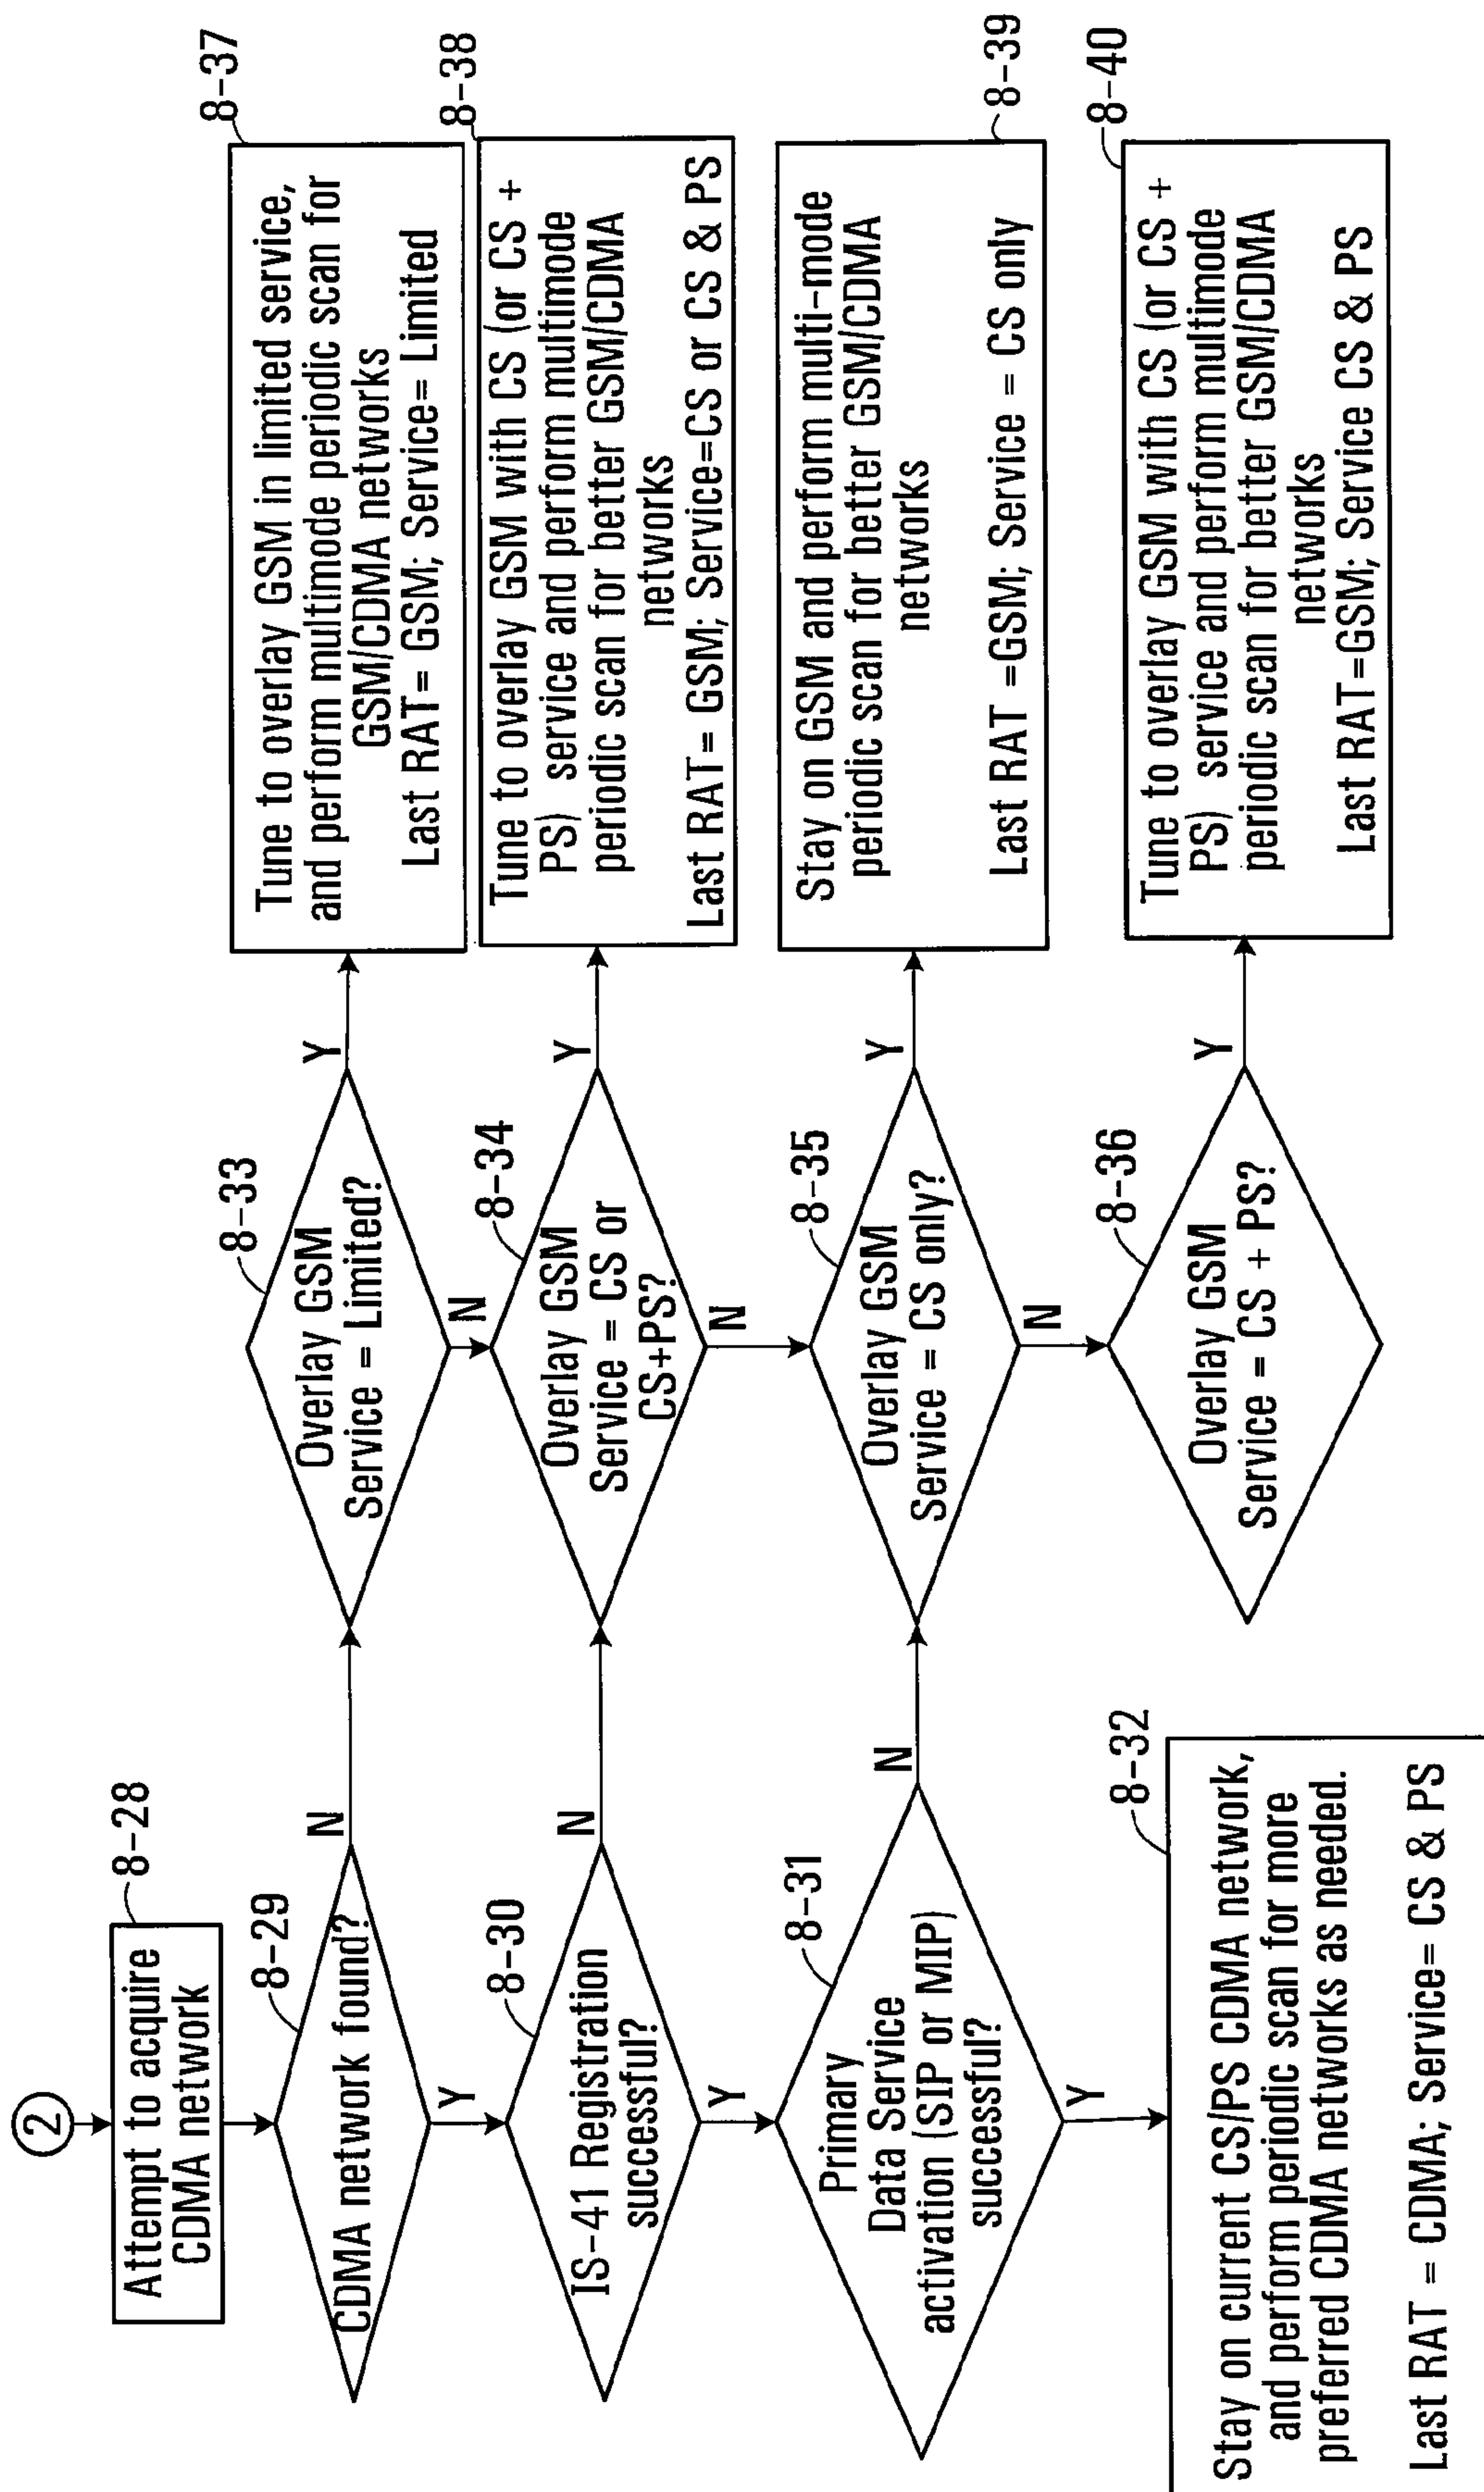 2
Attempt to acquire
CDMA network
8-28
CDMA network found?
8-29
N
Y
IS-41 Registration
successful?
8-30
N
Y
Primary
Data Service
activation (SIP or MIP)
successful?
8-31
N
Y
Stay on current CS/PS CDMA network,
and perform periodic scan for more
preferred CDMA networks as needed.
Last RAT = CDMA; Service= CS & PS
8-32
Overlay GSM
Service = Limited?
8-33
Y
N
Overlay GSM
Service = CS or
CS+PS?
8-34
Y
N
Overlay GSM
Service = CS only?
8-35
Y
N
Overlay GSM
Service = CS + PS?
8-36
Y
Tune to overlay GSM in limited service,
and perform multimode periodic scan for
GSM/CDMA networks
Last RAT= GSM; Service= Limited
8-37
Tune to overlay GSM with CS (or CS +
PS) service and perform multimode
periodic scan for better GSM/CDMA
networks
Last RAT= GSM; Service=CS or CS & PS
8-38
Stay on GSM and perform multi-mode
periodic scan for better GSM/CDMA
networks
Last RAT =GSM; Service = CS only
8-39
Tune to overlay GSM with CS (or CS +
PS) service and perform multimode
periodic scan for better GSM/CDMA
networks
Last RAT=GSM; Service CS & PS
8-40